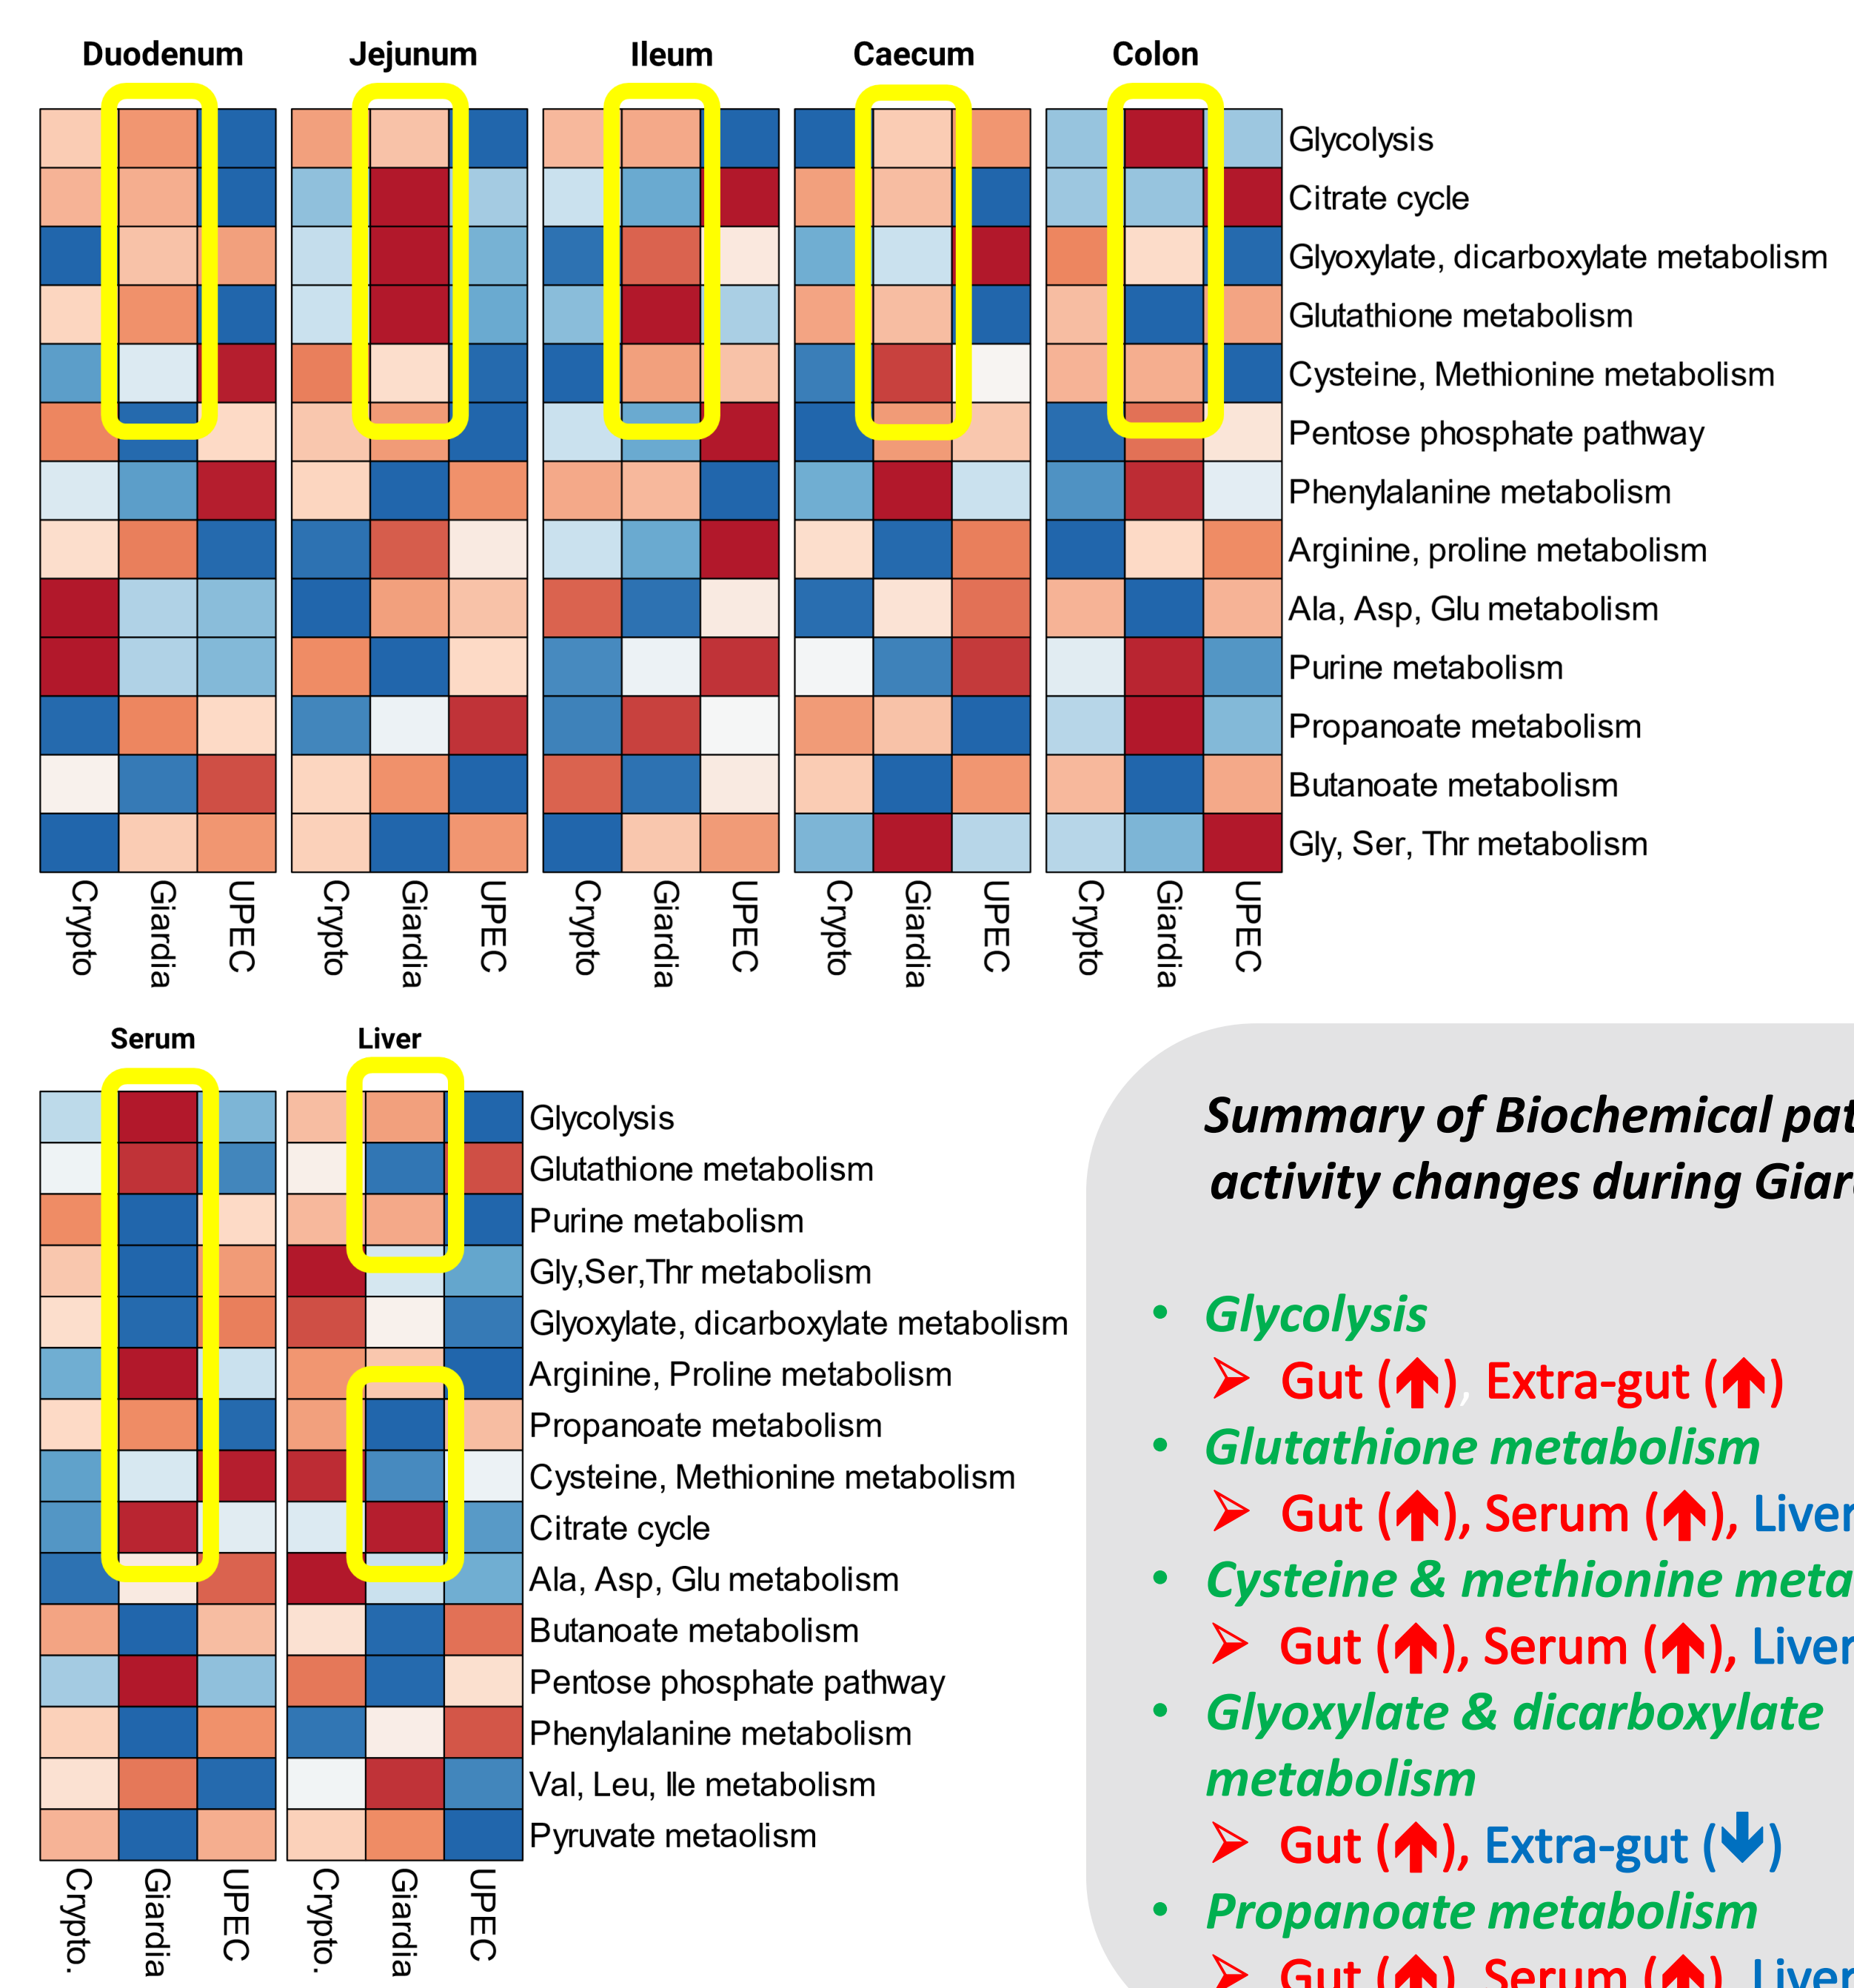 Duodenum Jejunum Ileum Caecum Colon
Glycolysis
Citrate cycle
Glyoxylate, dicarboxylate metabolism
Glutathione metabolism
Cysteine, Methionine metabolism
Pentose phosphate pathway
Phenylalanine metabolism
Arginine, proline metabolism
Ala, Asp, Glu metabolism
Purine metabolism
Propanoate metabolism
Butanoate metabolism
Gly, Ser, Thr metabolism
Crypto Giardia UPEC Crypto Giardia UPEC Crypto Giardia UPEC Crypto Giardia UPEC Crypto Giardia UPEC
Serum Liver
Glycolysis
Glutathione metabolism
Purine metabolism
Gly,Ser,Thr metabolism
Glyoxylate, dicarboxylate metabolism
Arginine, Proline metabolism
Propanoate metabolism
Cysteine, Methionine metabolism
Citrate cycle
Ala, Asp, Glu metabolism
Butanoate metabolism
Pentose phosphate pathway
Phenylalanine metabolism
Val, Leu, Ile metabolism
Pyruvate metaolism
Crypto. Giardia UPEC Crypto. Giardia UPEC
Summary of Biochemical pat
activity changes during Giar
• Glycolysis
➢ Gut (↑), Extra-gut (↑)
• Glutathione metabolism
➢ Gut (↑), Serum (↑), Liver
• Cysteine & methionine meta
➢ Gut (↑), Serum (↑), Liver
• Glyoxylate & dicarboxylate
metabolism
➢ Gut (↑), Extra-gut (↓)
• Propanoate metabolism
➢ Gut (↑), Serum (↑), Liver